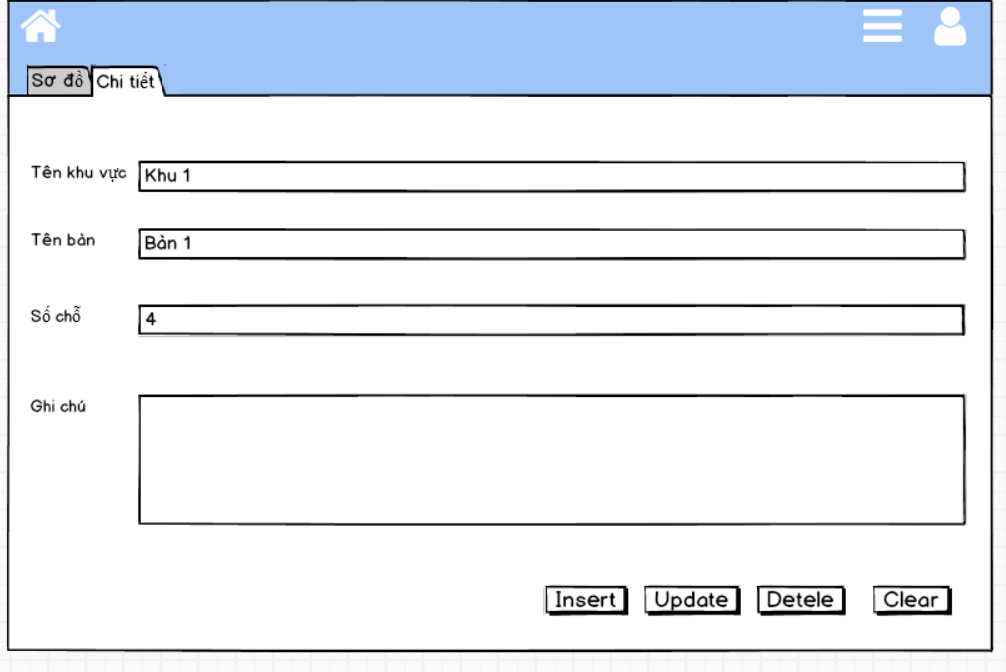 Sơ đồ Chi tiết
Tên khu vực Khu 1
Tên bàn Bàn 1
Số chỗ 4
Ghi chú
Insert Update Detele Clear